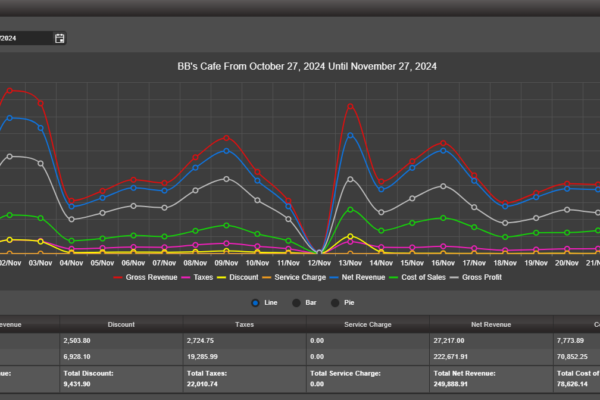 /2024
BB's Cafe From October 27, 2024 Until November 27, 2024
02/Nov 03/Nov 04/Nov 05/Nov 06/Nov 07/Nov 08/Nov 09/Nov 10/Nov 11/Nov 12/Nov 13/Nov 14/Nov 15/Nov 16/Nov 17/Nov 18/Nov 19/Nov 20/Nov 21/Nov
Gross Revenue Taxes Discount Service Charge Net Revenue Cost of Sales Gross Profit
Line Bar Pie
evenue Discount Taxes Service Charge Net Revenue Co
2,503.80 2,724.75 0.00 27,217.00 7,773.89
6,928.10 19,285.99 0.00 222,671.91 70,852.25
ue: Total Discount: Total Taxes: Total Service Charge: Total Net Revenue: Total Cost of
9,431.90 22,010.74 0.00 249,888.91 78,626.14